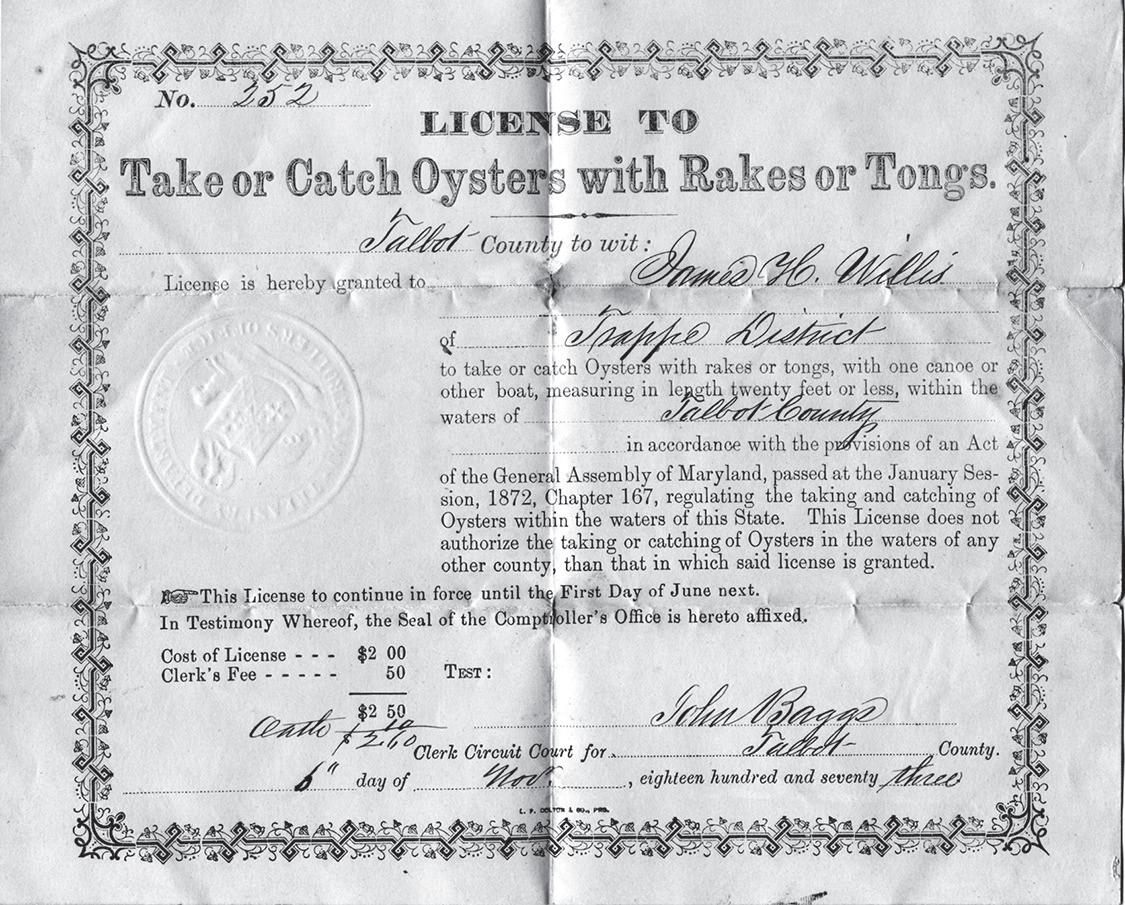 No. 252
LICENSE TO
Take or Catch Oysters with Rakes or Tongs.
Talbot County to wit:
License is hereby granted to James H. Willis
of Trappe District
to take or catch Oysters with rakes or tongs, with one canoe or
other boat, measuring in length twenty feet or less, within the
waters of Talbot County
in accordance with the provisions of an Act
of the General Assembly of Maryland, passed at the January Ses-
sion, 1872, Chapter 167, regulating the taking and catching of
Oysters within the waters of this State. This License does not
authorize the taking or catching of Oysters in the waters of any
other county, than that in which said license is granted.
☞This License to continue in force until the First Day of June next.
In Testimony Whereof, the Seal of the Comptroller's Office is hereto affixed.
Cost of License - - - $2 00
Clerk's Fee - - - - - 50
TEST:
$2 50
Oath 10
$2,60
John Baggs
Clerk Circuit Court for Talbot County.
6" day of Nov., eighteen hundred and seventy three